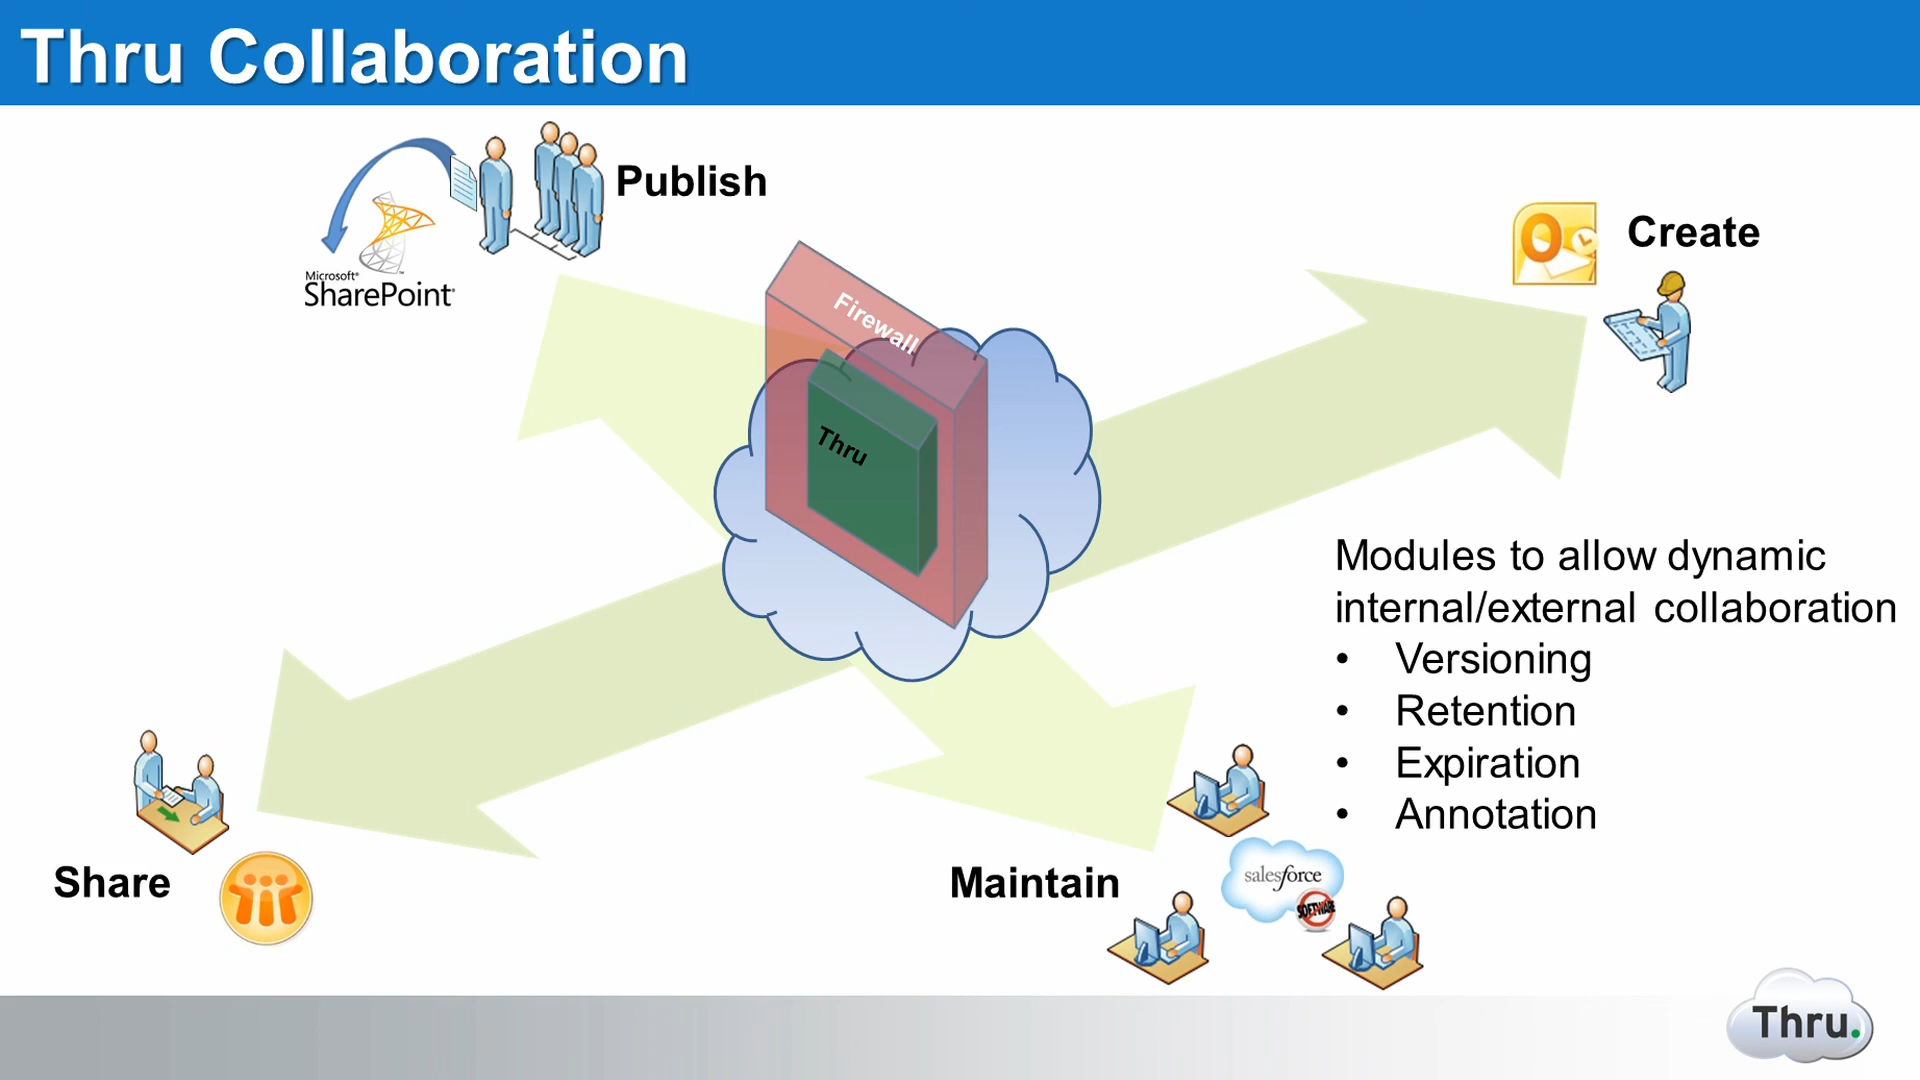 Thru Collaboration
Publish
Microsoft®
SharePoint®
Create
Firewall
Thru
Modules to allow dynamic
internal/external collaboration
• Versioning
• Retention
• Expiration
• Annotation
Share
Maintain
salesforce
SOFTWARE
Thru.